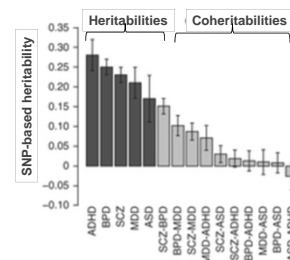 Heritabilities
Coheritabilities
SNP-based heritability
0.35
0.30
0.25
0.20
0.15
0.10
0.05
0
−0.05
−0.10
ADHD
BPD
SCZ
MDD
ASD
SCZ-BPD
BPD-MDD
SCZ-MDD
MDD-ADHD
SCZ-ASD
SCZ-ADHD
BPD-ADHD
MDD-ASD
BPD-ASD
ASD-ADHD